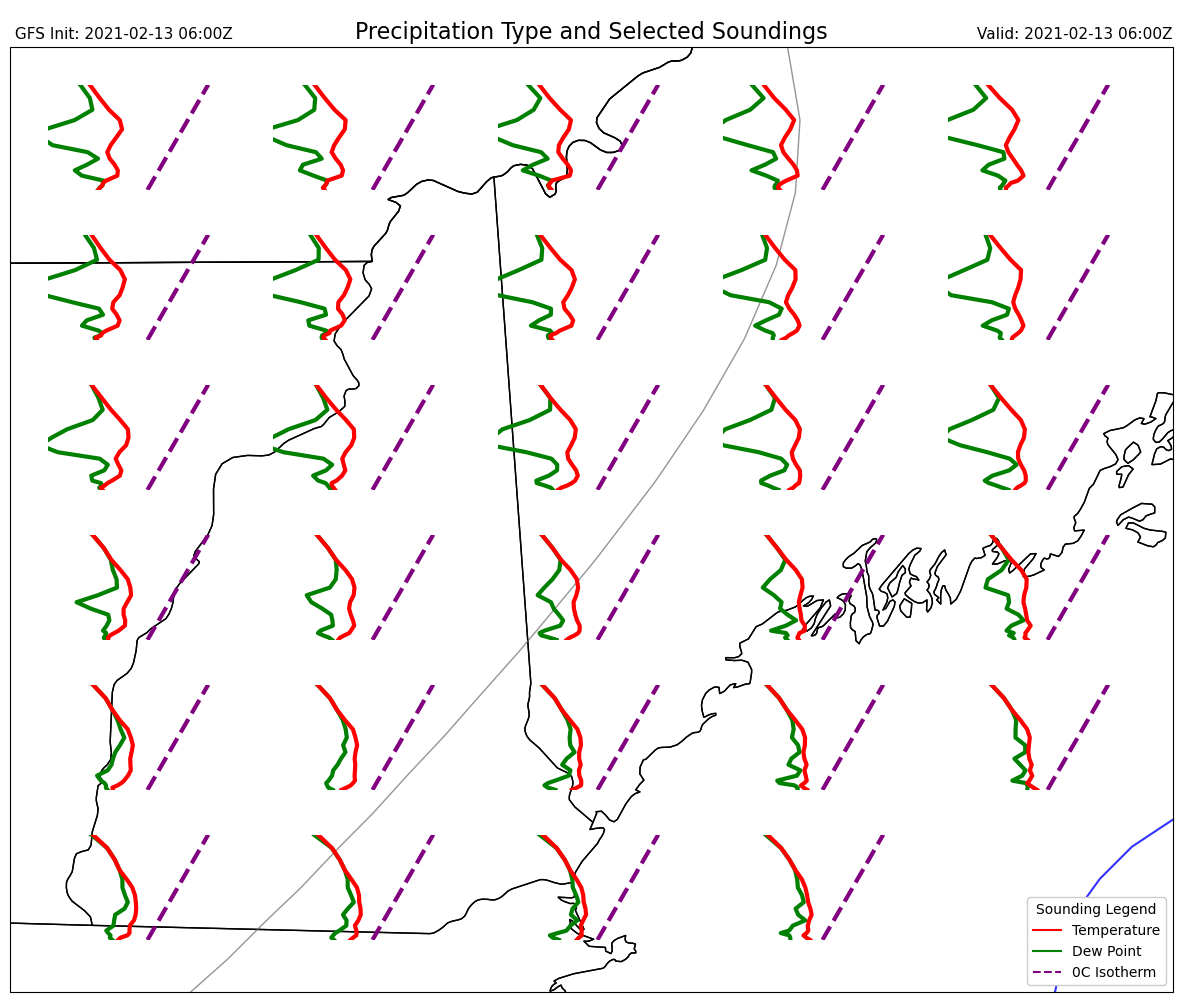 Precipitation Type and Selected Soundings
GFS Init: 2021-02-13 06:00Z
Valid: 2021-02-13 06:00Z
Sounding Legend
Temperature
Dew Point
0C Isotherm